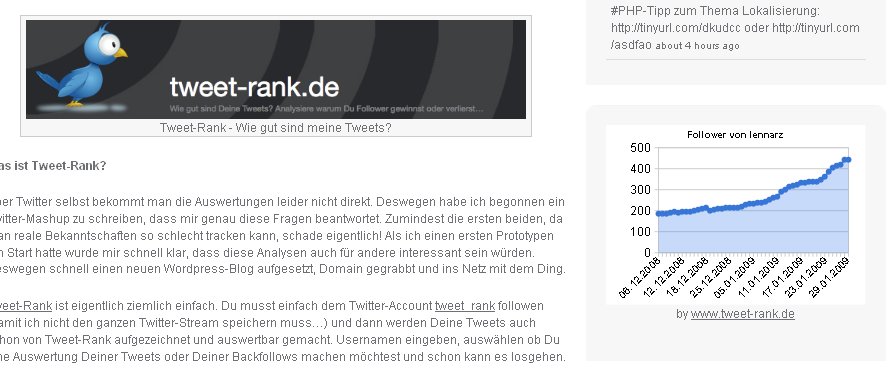 tweet-rank.de
Wie gut sind Deine Tweets? Analysiere warum Du Follower gewinnst oder verlierst...
Tweet-Rank - Wie gut sind meine Tweets?
as ist Tweet-Rank?
ber Twitter selbst bekommt man die Auswertungen leider nicht direkt. Deswegen habe ich begonnen ein
vitter-Mashup zu schreiben, dass mir genau diese Fragen beantwortet. Zumindest die ersten beiden, da
an reale Bekanntschaften so schlecht tracken kann, schade eigentlich! Als ich einen ersten Prototypen
n Start hatte wurde mir schnell klar, dass diese Analysen auch für andere interessant sein würden.
eswegen schnell einen neuen Wordpress-Blog aufgesetzt, Domain gegrabbt und ins Netz mit dem Ding.
veet-Rank ist eigentlich ziemlich einfach. Du musst einfach dem Twitter-Account tweet_rank followen
amit ich nicht den ganzen Twitter-Stream speichern muss...) und dann werden Deine Tweets auch
hon von Tweet-Rank aufgezeichnet und auswertbar gemacht. Usernamen eingeben, auswählen ob Du
ne Auswertung Deiner Tweets oder Deiner Backfollows machen möchtest und schon kann es losgehen.
#PHP-Tipp zum Thema Lokalisierung:
http://tinyurl.com/dkudcc oder http://tinyurl.com
/asdfao about 4 hours ago
Follower von lennarz
500
400
300
200
100
0
06.12.2008
12.12.2008
18.12.2008
25.12.2008
05.01.2009
11.01.2009
17.01.2009
23.01.2009
29.01.2009
by www.tweet-rank.de